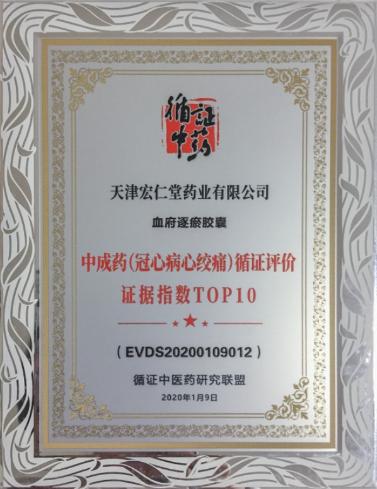 循证
中药
天津宏仁堂药业有限公司
血府逐瘀胶囊
中成药(冠心病心绞痛)循证评价
证据指数TOP10
(EVDS20200109012)
循证中医药研究联盟
2020年1月9日